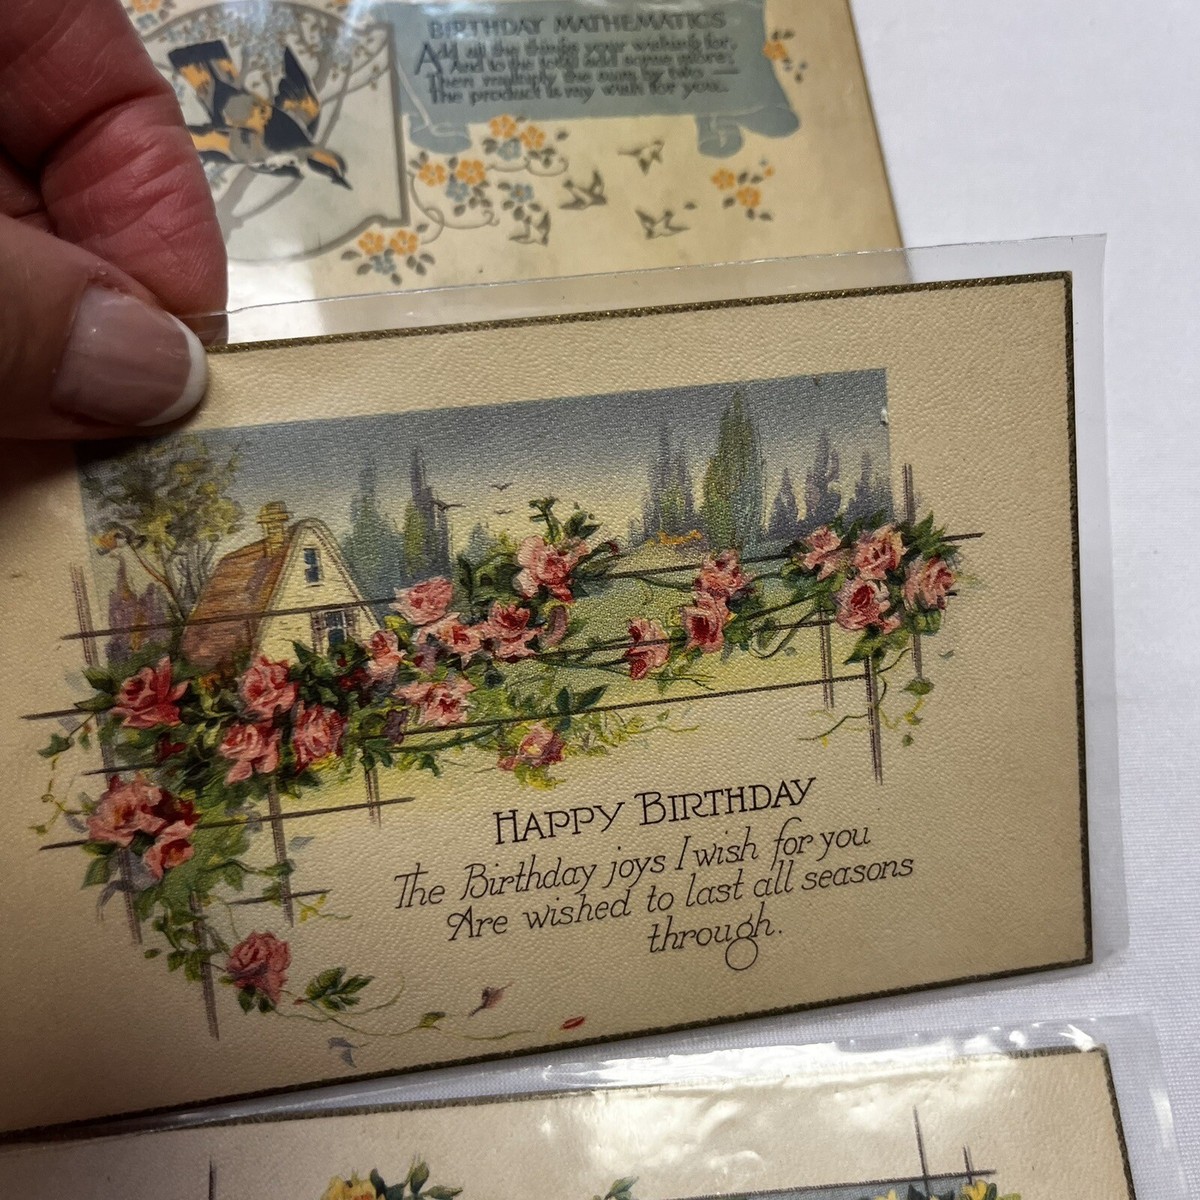 BIRTHDAY MATHEMATICS
Add all the things your wishing for,
And to the total add some more;
Then multiply the sum by two —
The product is my wish for you.
HAPPY BIRTHDAY
The Birthday joys I wish for you
Are wished to last all seasons
through.